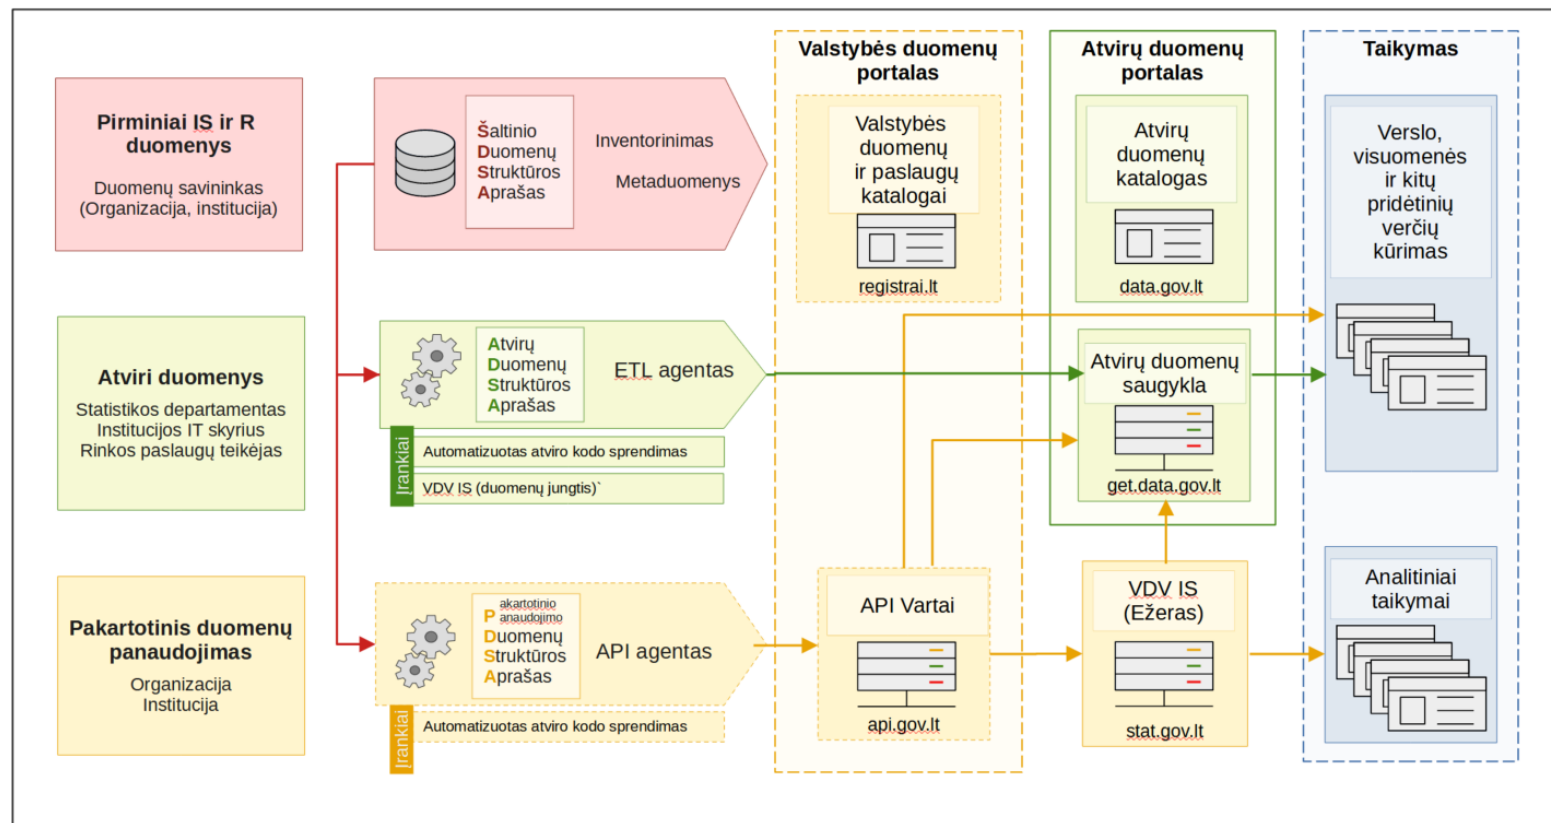 Pirminiai IS ir R
duomenys
Duomenų savininkas
(Organizacija, institucija)
Šaltinio
Duomenų
Struktūros
Aprašas
Inventorinimas
Metaduomenys
Valstybės duomenų
portalas
Valstybės
duomenų
ir paslaugų
katalogai
registrai.lt
Atvirų duomenų
portalas
Atvirų
duomenų
katalogas
data.gov.lt
Taikymas
Verslo,
visuomenės
ir kitų
pridėtinių
verčių
kūrimas
Atviri duomenys
Statistikos departamentas
Institucijos IT skyrius
Rinkos paslaugų teikėjas
Atvirų
Duomenų
Struktūros
Aprašas
ETL agentas
Įrankiai
Automatizuotas atviro kodo sprendimas
VDV IS (duomenų jungtis)`
Atvirų duomenų
saugykla
get.data.gov.lt
Pakartotinis duomenų
panaudojimas
Organizacija
Institucija
P akartotinio
anaudojimo
Duomenų
Struktūros
Aprašas
API agentas
Įrankiai
Automatizuotas atviro kodo sprendimas
API Vartai
api.gov.lt
VDV IS
(Ežeras)
stat.gov.lt
Analitiniai
taikymai